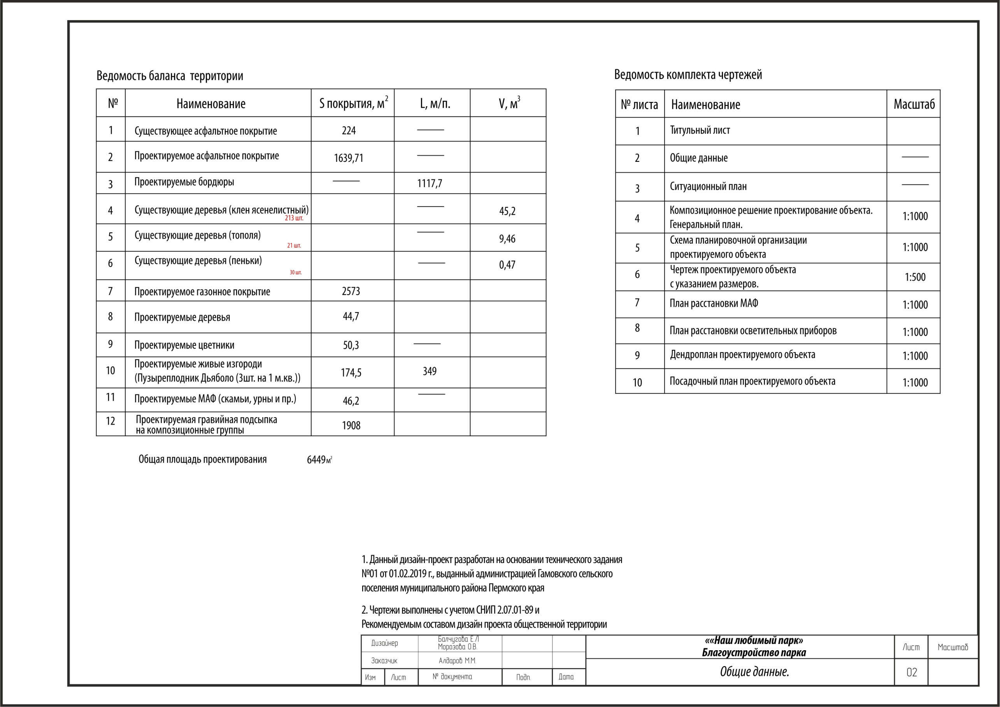 Ведомость баланса территории
№ Наименование S покрытия, м² L, м/п. V, м³
1 Существующее асфальтное покрытие 224 —
2 Проектируемое асфальтное покрытие 1639,71 —
3 Проектируемые бордюры — 1117,7
4 Существующие деревья (клен ясенелистный) — 45,2
213 шт.
5 Существующие деревья (тополя) — 9,46
21 шт.
6 Существующие деревья (пеньки) — 0,47
30 шт.
7 Проектируемое газонное покрытие 2573
8 Проектируемые деревья 44,7
9 Проектируемые цветники 50,3 —
10 Проектируемые живые изгороди
(Пузыреплодник Дьяболо (3шт. на 1 м.кв.)) 174,5 349
11 Проектируемые МАФ (скамьи, урны и пр.) 46,2 —
12 Проектируемая гравийная подсыпка
на композиционные группы 1908
Общая площадь проектирования 6449м²
Ведомость комплекта чертежей
№ листа Наименование Масштаб
1 Титульный лист
2 Общие данные —
3 Ситуационный план —
4 Композиционное решение проектирование объекта.
Генеральный план. 1:1000
5 Схема планировочной организации
проектируемого объекта 1:1000
6 Чертеж проектируемого объекта
с указанием размеров. 1:500
7 План расстановки МАФ 1:1000
8 План расстановки осветительных приборов 1:1000
9 Дендроплан проектируемого объекта 1:1000
10 Посадочный план проектируемого объекта 1:1000
1. Данный дизайн-проект разработан на основании технического задания
№01 от 01.02.2019 г., выданный администрацией Гамовского сельского
поселения муниципального района Пермского края
2. Чертежи выполнены с учетом СНИП 2.07.01-89 и
Рекомендуемым составом дизайн проекта общественной территории
Дизайнер Балчугова Е.Л
Морозова О.В.
Заказчик Алдаров М.М.
Изм Лист № документа Подп. Дата
««Наш любимый парк»
Благоустройство парка
Общие данные.
Лист Масштаб
02